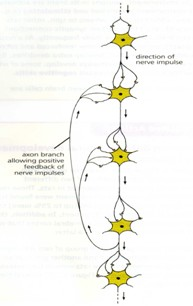 direction of
nerve impulse
axon branch
allowing positive
feedback of
nerve impulses